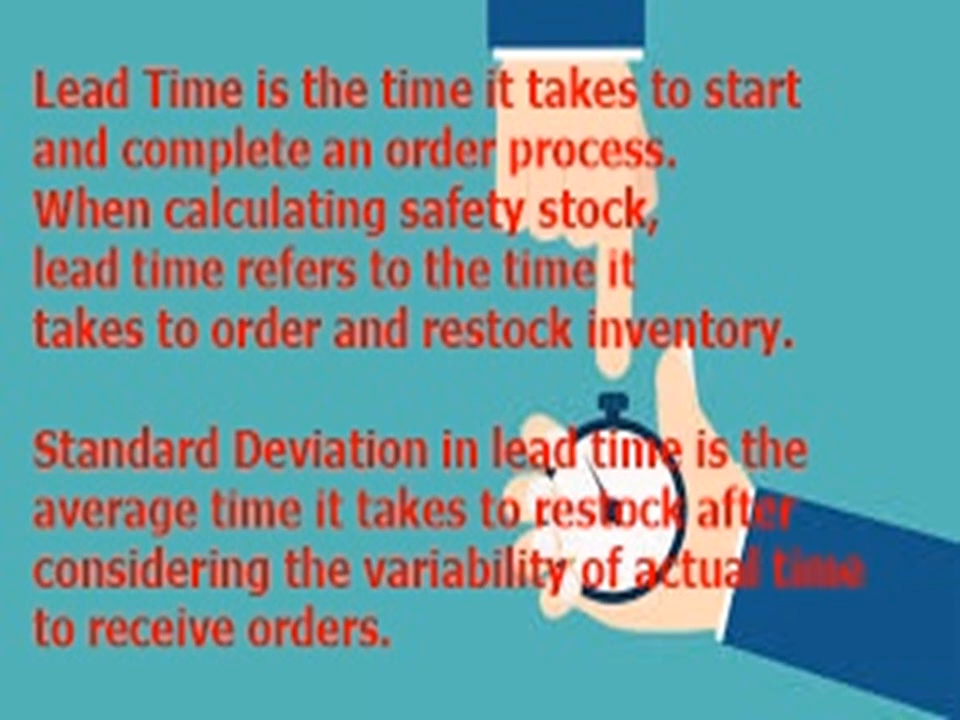 Lead Time is the time it takes to start
and complete an order process.
When calculating safety stock,
lead time refers to the time it
takes to order and restock inventory.
Standard Deviation in lead time is the
average time it takes to restock after
considering the variability of actual time
to receive orders.